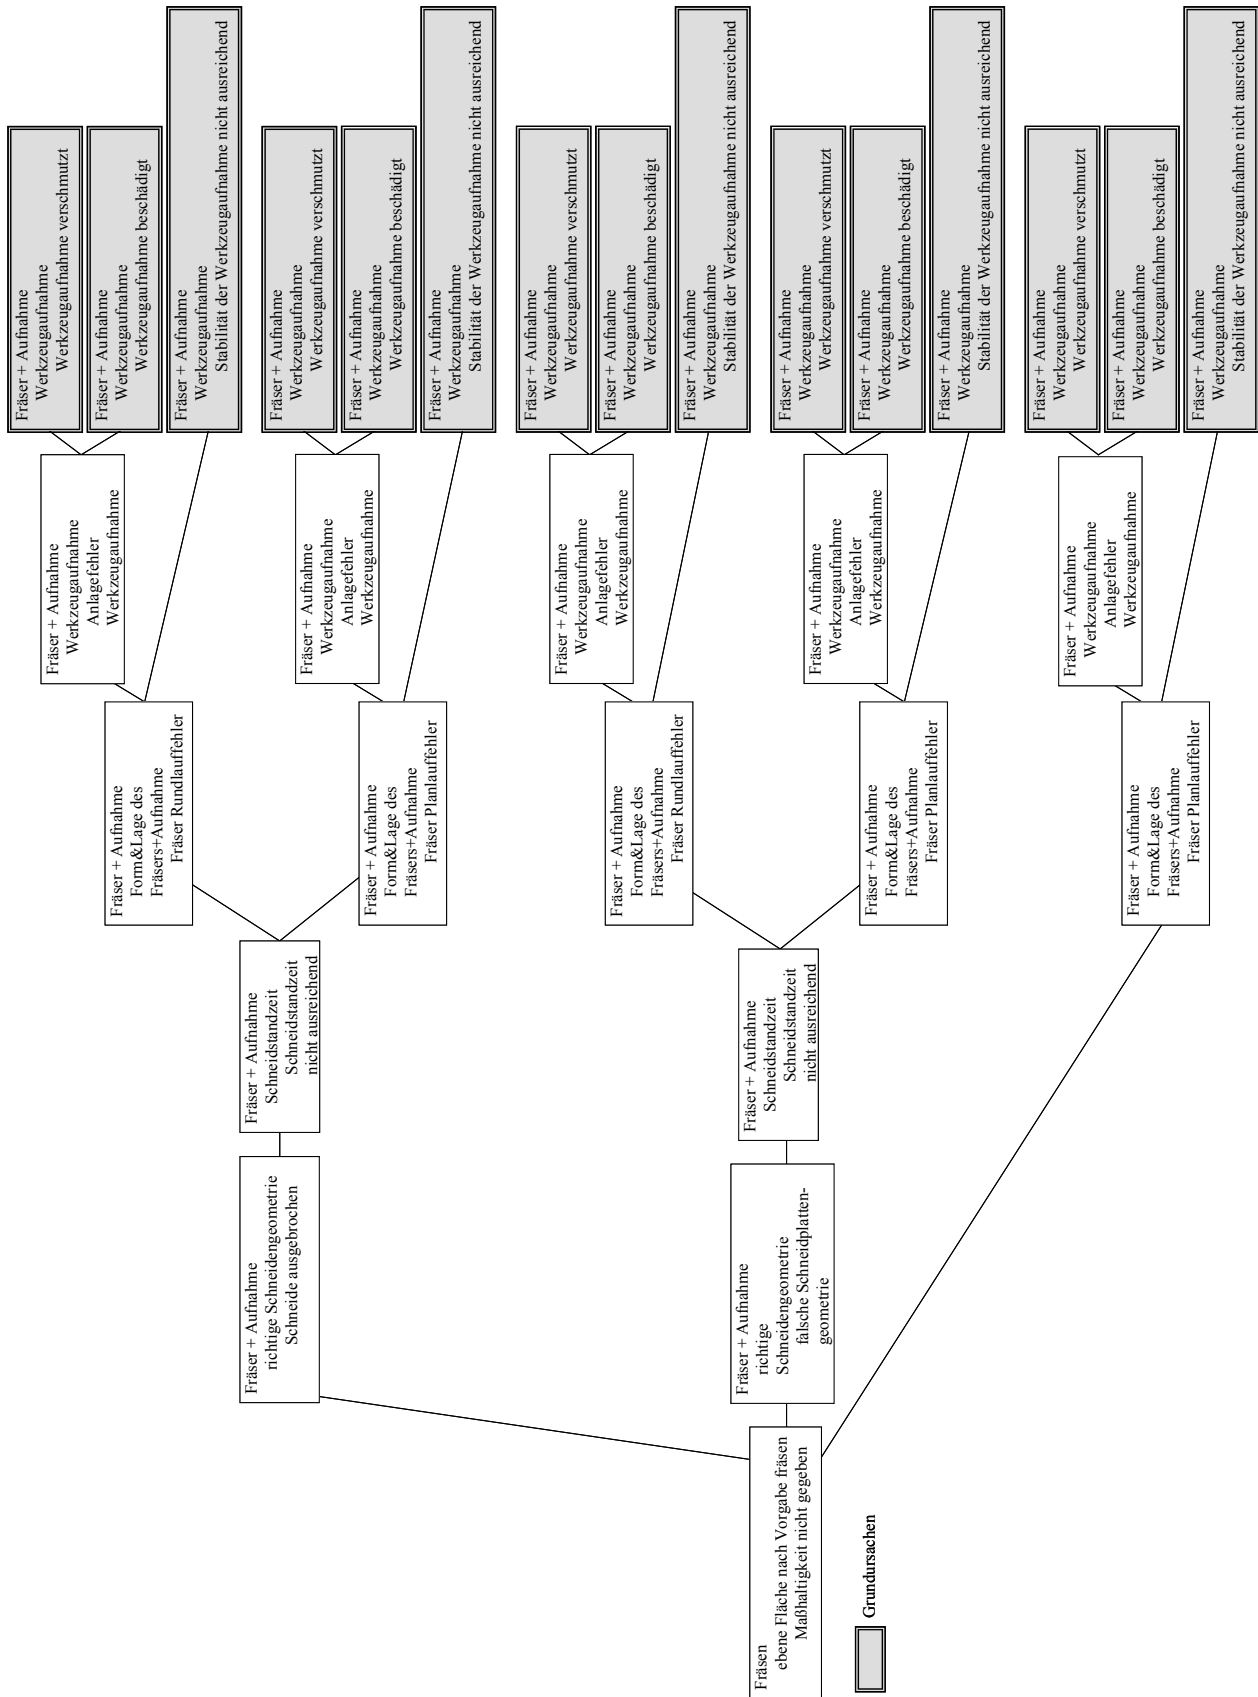 Fräsen
ebene Fläche nach Vorgabe fräsen
Maßhaltigkeit nicht gegeben
Fräser + Aufnahme
richtige Schneidengeometrie
Schneide ausgebrochen
Fräser + Aufnahme
Schneidstandzeit
Schneidstandzeit
nicht ausreichend
Fräser + Aufnahme
Form&Lage des
Fräsers+Aufnahme
Fräser Rundlauffehler
Fräser + Aufnahme
Werkzeugaufnahme
Anlagefehler
Werkzeugaufnahme
Fräser + Aufnahme
Werkzeugaufnahme
Werkzeugaufnahme verschmutzt
Fräser + Aufnahme
Werkzeugaufnahme
Werkzeugaufnahme beschädigt
Fräser + Aufnahme
Werkzeugaufnahme
Stabilität der Werkzeugaufnahme nicht ausreichend
Fräser + Aufnahme
Form&Lage des
Fräsers+Aufnahme
Fräser Planlauffehler
Fräser + Aufnahme
Werkzeugaufnahme
Anlagefehler
Werkzeugaufnahme
Fräser + Aufnahme
Werkzeugaufnahme
Werkzeugaufnahme verschmutzt
Fräser + Aufnahme
Werkzeugaufnahme
Werkzeugaufnahme beschädigt
Fräser + Aufnahme
Werkzeugaufnahme
Stabilität der Werkzeugaufnahme nicht ausreichend
Fräser + Aufnahme
richtige
Schneidengeometrie
falsche Schneidplatten-
geometrie
Fräser + Aufnahme
Schneidstandzeit
Schneidstandzeit
nicht ausreichend
Fräser + Aufnahme
Form&Lage des
Fräsers+Aufnahme
Fräser Rundlauffehler
Fräser + Aufnahme
Werkzeugaufnahme
Anlagefehler
Werkzeugaufnahme
Fräser + Aufnahme
Werkzeugaufnahme
Werkzeugaufnahme verschmutzt
Fräser + Aufnahme
Werkzeugaufnahme
Werkzeugaufnahme beschädigt
Fräser + Aufnahme
Werkzeugaufnahme
Stabilität der Werkzeugaufnahme nicht ausreichend
Fräser + Aufnahme
Form&Lage des
Fräsers+Aufnahme
Fräser Planlauffehler
Fräser + Aufnahme
Werkzeugaufnahme
Anlagefehler
Werkzeugaufnahme
Fräser + Aufnahme
Werkzeugaufnahme
Werkzeugaufnahme verschmutzt
Fräser + Aufnahme
Werkzeugaufnahme
Werkzeugaufnahme beschädigt
Fräser + Aufnahme
Werkzeugaufnahme
Stabilität der Werkzeugaufnahme nicht ausreichend
Fräser + Aufnahme
Form&Lage des
Fräsers+Aufnahme
Fräser Planlauffehler
Fräser + Aufnahme
Werkzeugaufnahme
Anlagefehler
Werkzeugaufnahme
Fräser + Aufnahme
Werkzeugaufnahme
Werkzeugaufnahme verschmutzt
Fräser + Aufnahme
Werkzeugaufnahme
Werkzeugaufnahme beschädigt
Fräser + Aufnahme
Werkzeugaufnahme
Stabilität der Werkzeugaufnahme nicht ausreichend
Grundursachen